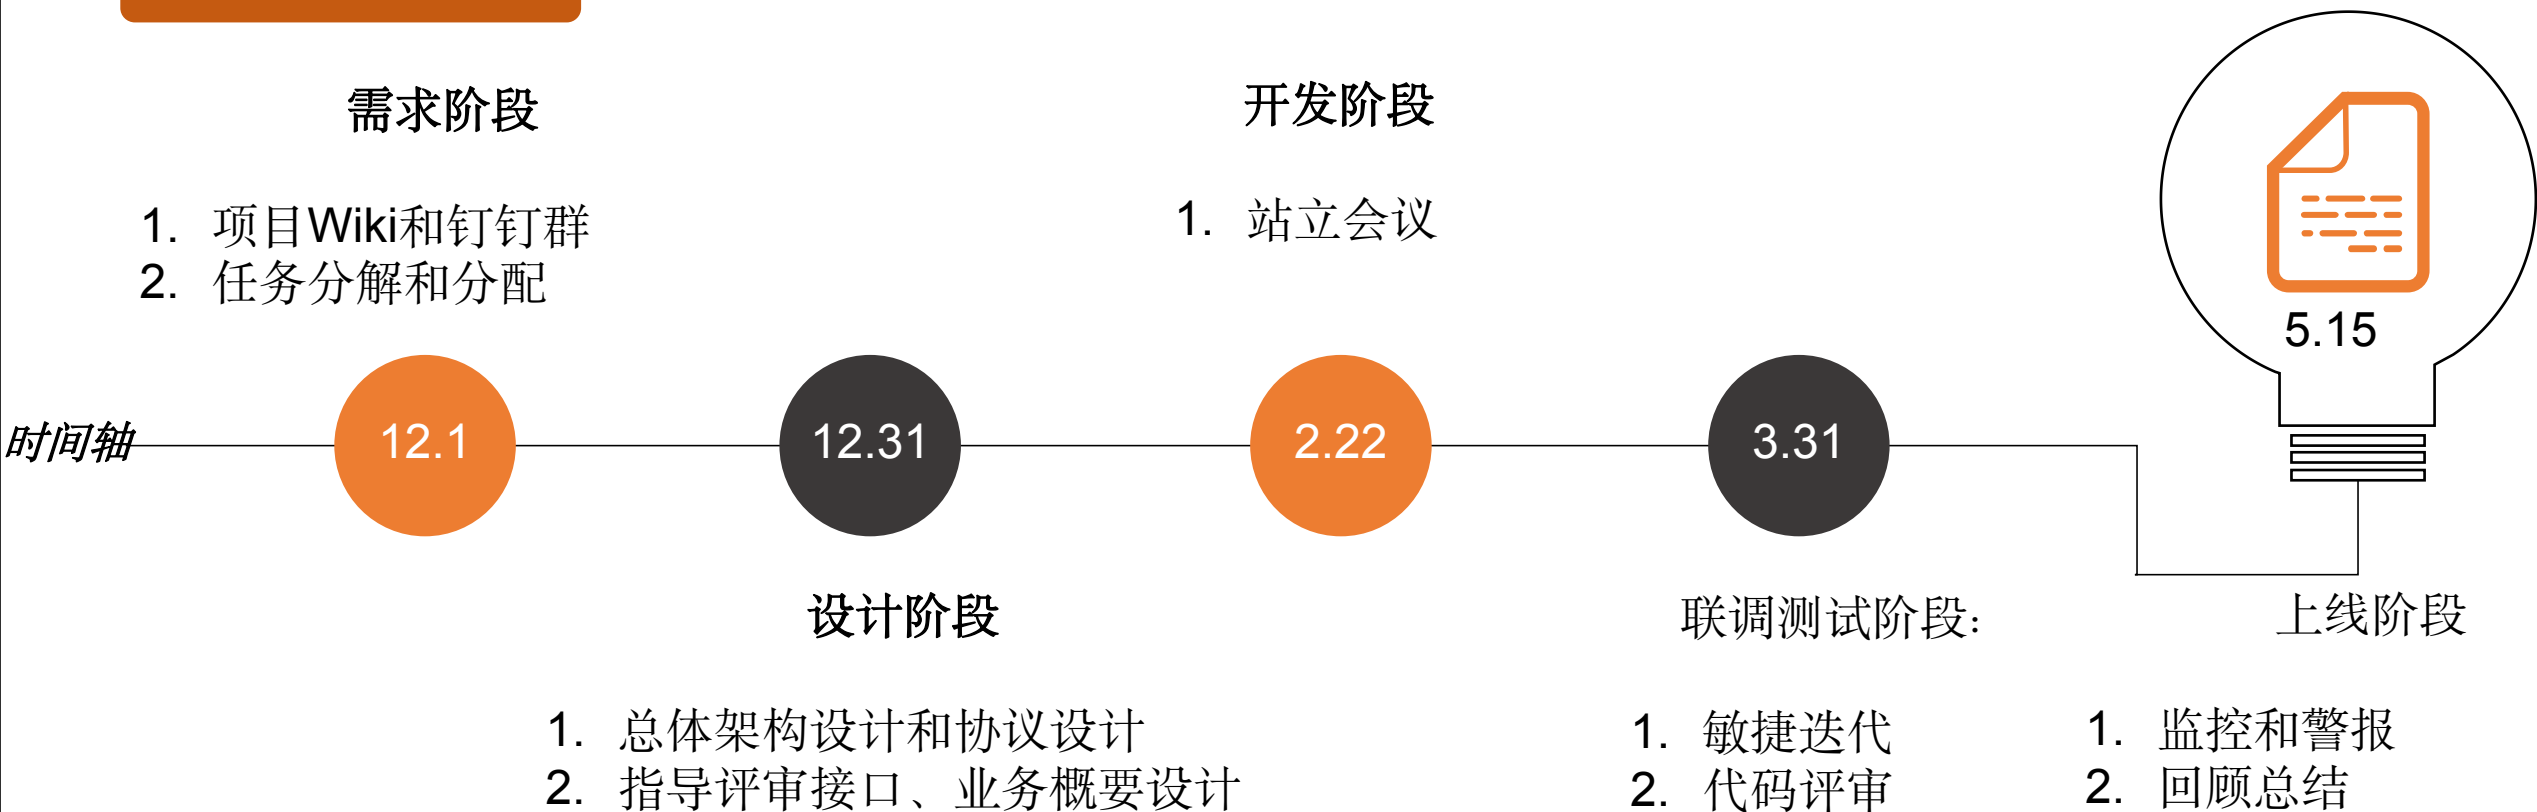 需求阶段
1. 项目Wiki和钉钉群
2. 任务分解和分配
开发阶段
1. 站立会议
5.15
时间轴
12.1
12.31
2.22
3.31
设计阶段
1. 总体架构设计和协议设计
2. 指导评审接口、业务概要设计
联调测试阶段：
1. 敏捷迭代
2. 代码评审
上线阶段
1. 监控和警报
2. 回顾总结